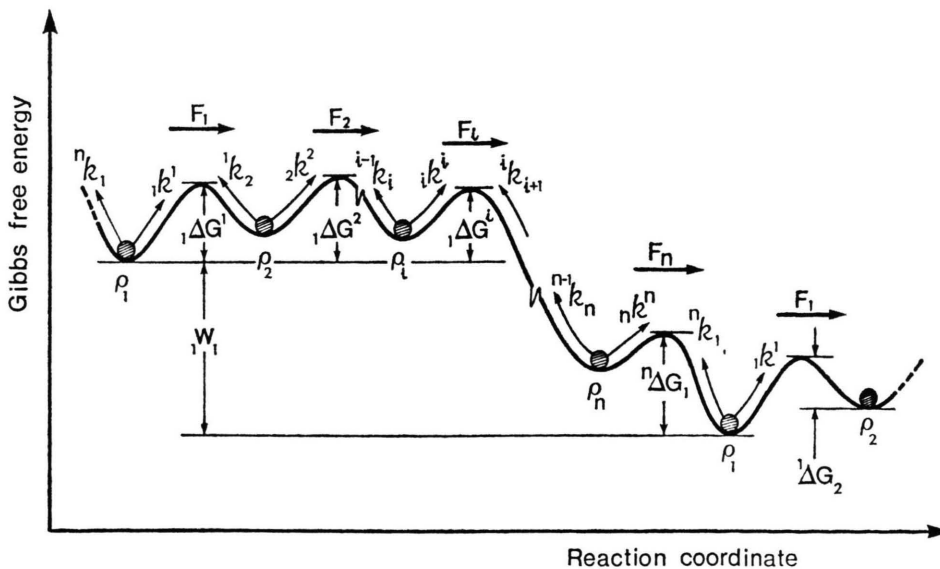 Gibbs free energy
F₁
F₂
Fᵢ
ⁿk₁
₁k¹
¹k₂
₂k²
ⁱ⁻¹kᵢ
ᵢkⁱ
ⁱkᵢ₊₁
₁ΔG¹
₁ΔG²
₁ΔGⁱ
ρ₁
ρ₂
ρᵢ
Fₙ
F₁
ⁿ⁻¹kₙ
ₙkⁿ
ⁿk₁
₁k¹
₁W₁
ρₙ
ⁿΔG₁
ρ₁
ρ₂
¹ΔG₂
Reaction coordinate